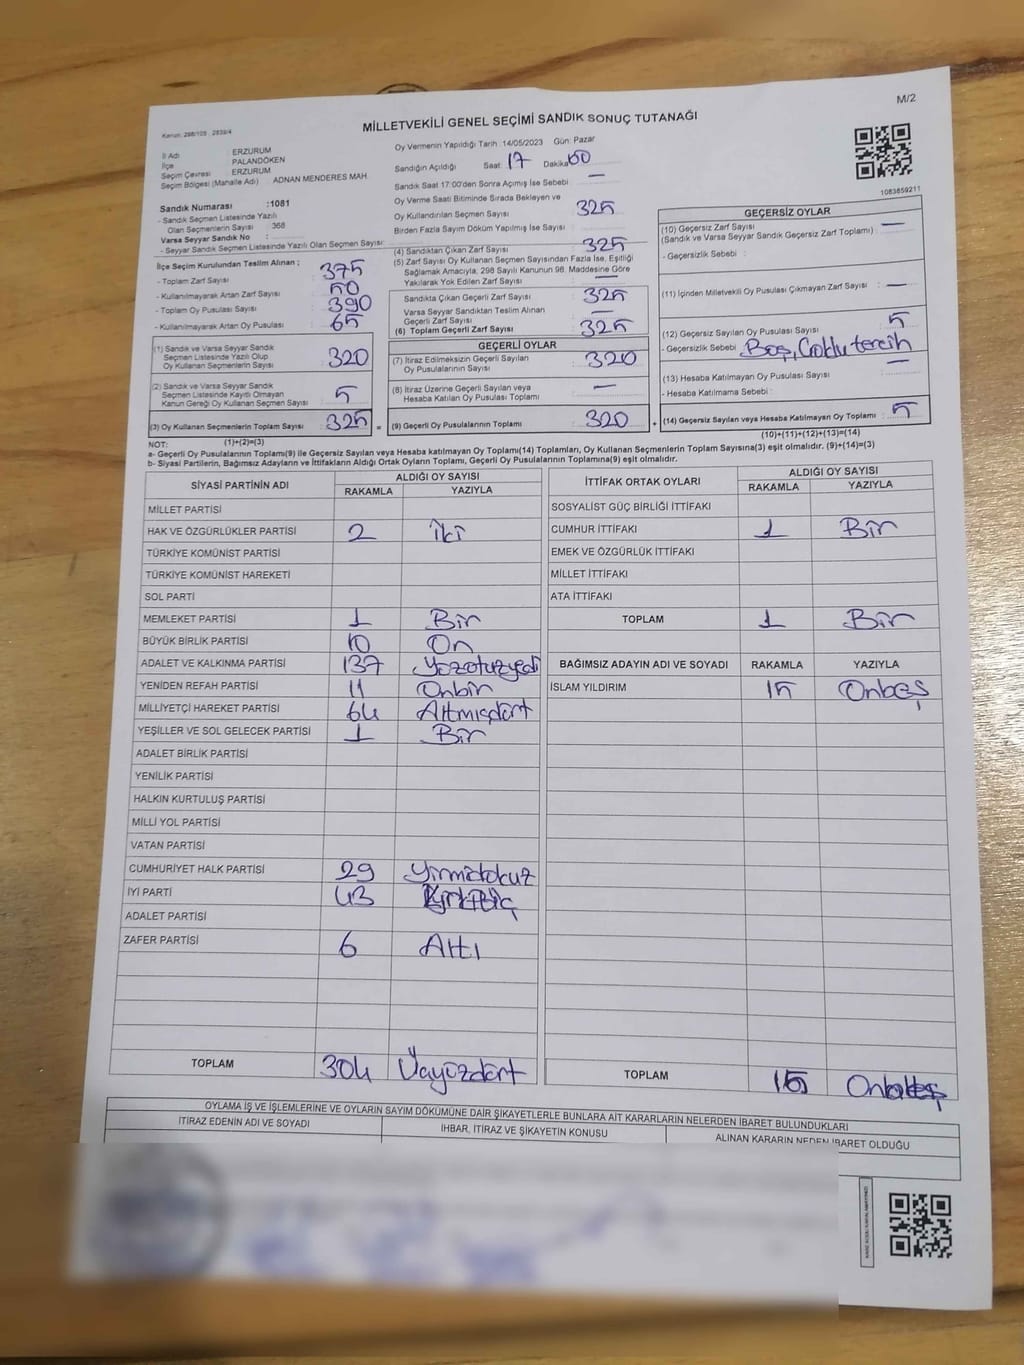 M/2
Kanun: 298/105 , 2839/4
MİLLETVEKİLİ GENEL SEÇİMİ SANDIK SONUÇ TUTANAĞI
İl Adı : ERZURUM
İlçe : PALANDÖKEN
Seçim Çevresi : ERZURUM
Seçim Bölgesi (Mahalle Adı) : ADNAN MENDERES MAH.
Sandık Numarası :1081
- Sandık Seçmen Listesinde Yazılı
Olan Seçmenlerin Sayısı : 368
Varsa Seyyar Sandık No :
- Seyyar Sandık Seçmen Listesinde Yazılı Olan Seçmen Sayısı:
İlçe Seçim Kurulundan Teslim Alınan ;
- Toplam Zarf Sayısı : 375
- Kullanılmayarak Artan Zarf Sayısı : 50
- Toplam Oy Pusulası Sayısı : 390
- Kullanılmayarak Artan Oy Pusulası : 65
(1) Sandık ve Varsa Seyyar Sandık
Seçmen Listesinde Yazılı Olup
Oy Kullanan Seçmenlerin Sayısı : 320
(2) Sandık ve Varsa Seyyar Sandık
Seçmen Listesinde Kayıtlı Olmayan
Kanun Gereği Oy Kullanan Seçmen Sayısı : 5
(3) Oy Kullanan Seçmenlerin Toplam Sayısı : 325 =
Oy Vermenin Yapıldığı Tarih : 14/05/2023 Gün: Pazar
Sandığın Açıldığı Saat: 17 Dakika: 00
Sandık Saat 17:00'den Sonra Açımış İse Sebebi : —
Oy Verme Saati Bitiminde Sırada Bekleyen ve
Oy Kullandırılan Seçmen Sayısı : 325
Birden Fazla Sayım Döküm Yapılmış İse Sayısı :
(4) Sandıktan Çıkan Zarf Sayısı : 325
(5) Zarf Sayısı Oy Kullanan Seçmen Sayısından Fazla İse, Eşitliği
Sağlamak Amacıyla, 298 Sayılı Kanunun 98. Maddesine Göre
Yakılarak Yok Edilen Zarf Sayısı : —
Sandıkta Çıkan Geçerli Zarf Sayısı : 325
Varsa Seyyar Sandıktan Teslim Alınan
Geçerli Zarf Sayısı : —
(6) Toplam Geçerli Zarf Sayısı : 325
GEÇERLİ OYLAR
(7) İtiraz Edilmeksizin Geçerli Sayılan
Oy Pusulalarının Sayısı : 320
(8) İtiraz Üzerine Geçerli Sayılan veya
Hesaba Katılan Oy Pusulası Toplamı : —
(9) Geçerli Oy Pusulalarının Toplamı : 320 +
1083659211
GEÇERSİZ OYLAR
(10) Geçersiz Zarf Sayısı : —
(Sandık ve Varsa Seyyar Sandık Geçersiz Zarf Toplamı)
- Geçersizlik Sebebi :
(11) İçinden Milletvekili Oy Pusulası Çıkmayan Zarf Sayısı : —
(12) Geçersiz Sayılan Oy Pusulası Sayısı : 5
- Geçersizlik Sebebi : Boş, Çoklu tercih
(13) Hesaba Katılmayan Oy Pusulası Sayısı : —
- Hesaba Katılmama Sebebi :
(14) Geçersiz Sayılan veya Hesaba Katılmayan Oy Toplamı : 5
NOT: (1)+(2)=(3) (10)+(11)+(12)+(13)=(14)
a- Geçerli Oy Pusulalarının Toplamı(9) ile Geçersiz Sayılan veya Hesaba katılmayan Oy Toplamı(14) Toplamları, Oy Kullanan Seçmenlerin Toplam Sayısına(3) eşit olmalıdır. (9)+(14)=(3)
b- Siyasi Partilerin, Bağımsız Adayların ve İttifakların Aldığı Ortak Oyların Toplamı, Geçerli Oy Pusulalarının Toplamına(9) eşit olmalıdır.
SİYASİ PARTİNİN ADI ALDIĞI OY SAYISI
RAKAMLA YAZIYLA
MİLLET PARTİSİ
HAK VE ÖZGÜRLÜKLER PARTİSİ 2 İki
TÜRKİYE KOMÜNİST PARTİSİ
TÜRKİYE KOMÜNİST HAREKETİ
SOL PARTİ
MEMLEKET PARTİSİ 1 Bir
BÜYÜK BİRLİK PARTİSİ 10 On
ADALET VE KALKINMA PARTİSİ 137 Yüzotuzyedi
YENİDEN REFAH PARTİSİ 11 Onbir
MİLLİYETÇİ HAREKET PARTİSİ 64 Altmışdört
YEŞİLLER VE SOL GELECEK PARTİSİ 1 Bir
ADALET BİRLİK PARTİSİ
YENİLİK PARTİSİ
HALKIN KURTULUŞ PARTİSİ
MİLLİ YOL PARTİSİ
VATAN PARTİSİ
CUMHURİYET HALK PARTİSİ 29 Yirmidokuz
İYİ PARTİ 43
ADALET PARTİSİ
ZAFER PARTİSİ 6 Altı
TOPLAM 304 Üçyüzdört
İTTİFAK ORTAK OYLARI ALDIĞI OY SAYISI
RAKAMLA YAZIYLA
SOSYALİST GÜÇ BİRLİĞİ İTTİFAKI
CUMHUR İTTİFAKI 1 Bir
EMEK VE ÖZGÜRLÜK İTTİFAKI
MİLLET İTTİFAKI
ATA İTTİFAKI
TOPLAM 1 Bir
BAĞIMSIZ ADAYIN ADI VE SOYADI RAKAMLA YAZIYLA
İSLAM YILDIRIM 15 Onbeş
TOPLAM 15 Onbeş
OYLAMA İŞ VE İŞLEMLERİNE VE OYLARIN SAYIM DÖKÜMÜNE DAİR ŞİKAYETLERLE BUNLARA AİT KARARLARIN NELERDEN İBARET BULUNDUKLARI
İTİRAZ EDENİN ADI VE SOYADI İHBAR, İTİRAZ VE ŞİKAYETİN KONUSU ALINAN KARARIN NEDEN İBARET OLDUĞU